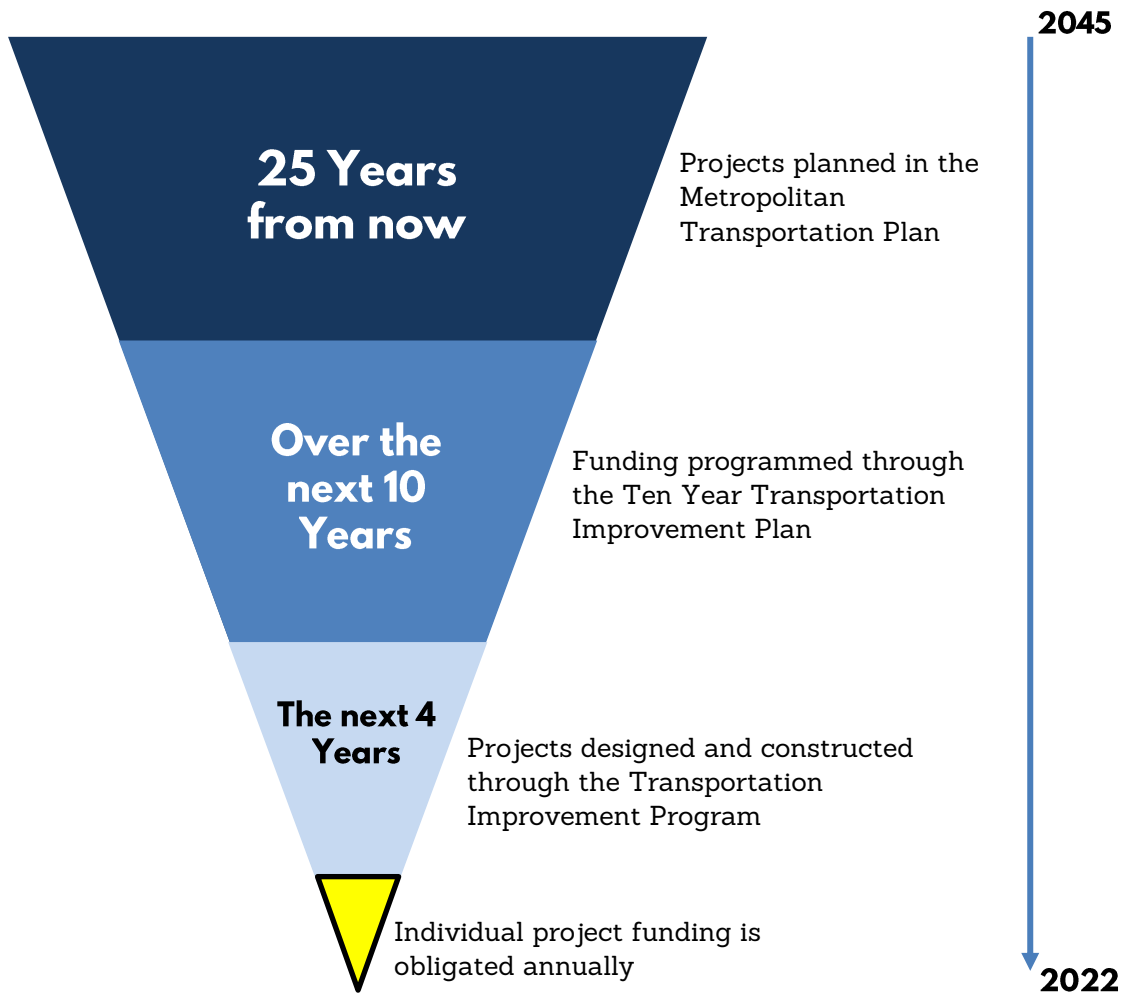 2045
25 Years
from now
Projects planned in the
Metropolitan
Transportation Plan
Over the
next 10
Years
Funding programmed through
the Ten Year Transportation
Improvement Plan
The next 4
Years
Projects designed and constructed
through the Transportation
Improvement Program
Individual project funding is
obligated annually
2022